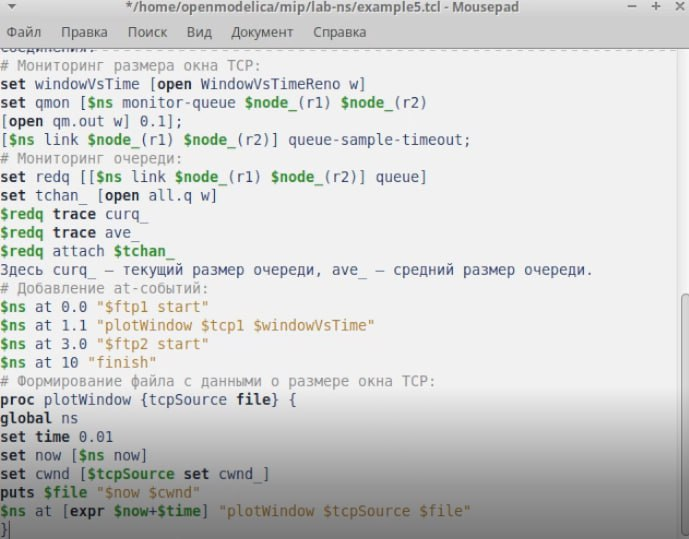 */home/openmodelica/mip/lab-ns/example5.tcl - Mousepad
Файл Правка Поиск Вид Документ Справка
соединения:
# Мониторинг размера окна TCP:
set windowVsTime [open WindowVsTimeReno w]
set qmon [$ns monitor-queue $node_(r1) $node_(r2)
[open qm.out w] 0.1];
[$ns link $node_(r1) $node_(r2)] queue-sample-timeout;
# Мониторинг очереди:
set redq [[$ns link $node_(r1) $node_(r2)] queue]
set tchan_ [open all.q w]
$redq trace curq_
$redq trace ave_
$redq attach $tchan_
Здесь curq_ — текущий размер очереди, ave_ — средний размер очереди.
# Добавление at-событий:
$ns at 0.0 "$ftp1 start"
$ns at 1.1 "plotWindow $tcp1 $windowVsTime"
$ns at 3.0 "$ftp2 start"
$ns at 10 "finish"
# Формирование файла с данными о размере окна TCP:
proc plotWindow {tcpSource file} {
global ns
set time 0.01
set now [$ns now]
set cwnd [$tcpSource set cwnd_]
puts $file "$now $cwnd"
$ns at [expr $now+$time] "plotWindow $tcpSource $file"
}